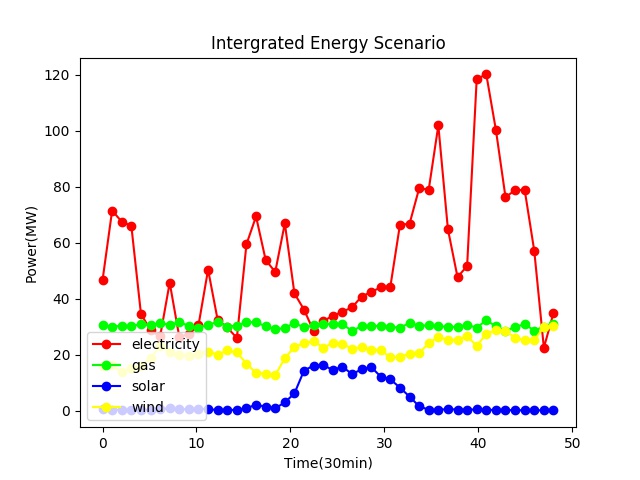 Intergrated Energy Scenario
Power(MW)
120
100
80
60
40
20
0
electricity
gas
solar
wind
0 10 20 30 40 50
Time(30min)